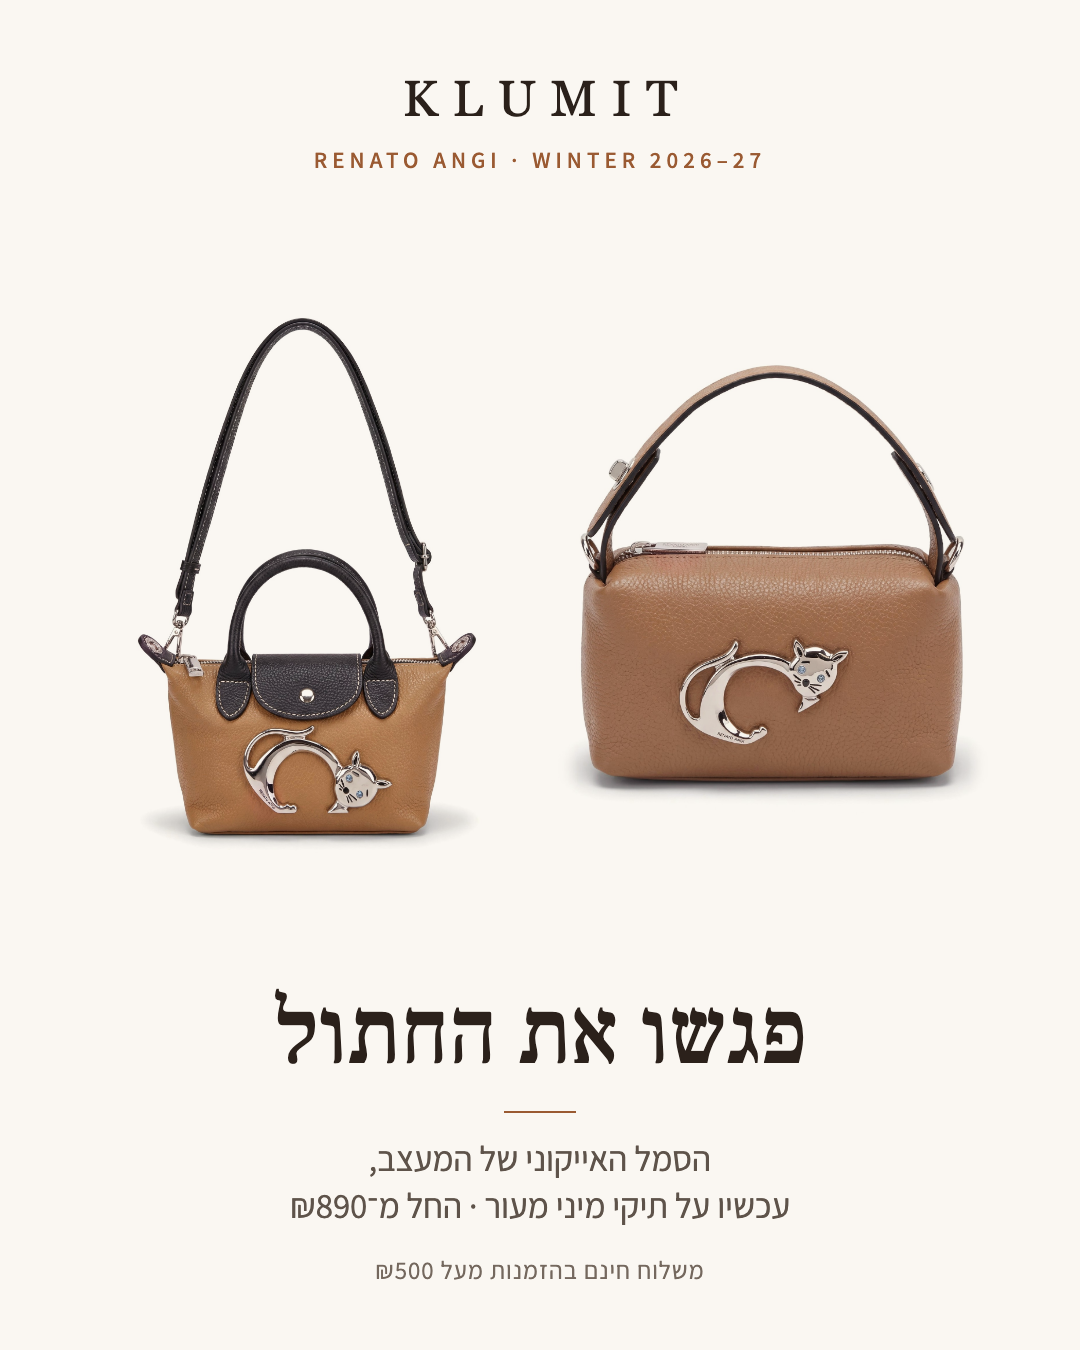 KLUMIT
RENATO ANGI · WINTER 2026–27
פגשו את החתול
הסמל האייקוני של המעצב,
עכשיו על תיקי מיני מעור · החל מ־890₪
משלוח חינם בהזמנות מעל 500₪